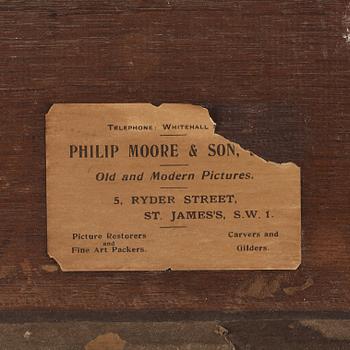 TELEPHONE: WHITEHALL
PHILIP MOORE & SON,
Old and Modern Pictures.
5, RYDER STREET,
ST. JAMES'S, S.W. 1.
Picture Restorers
and
Fine Art Packers.
Carvers and
Gilders.